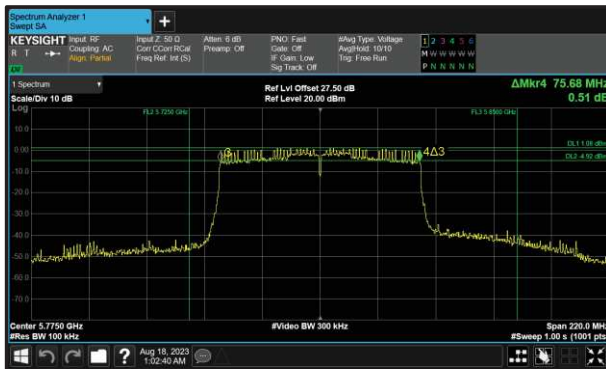 Spectrum Analyzer 1
Swept SA
KEYSIGHT
R T
Input: RF
Coupling: AC
Align: Partial
Input Z: 50 Ω
Corr CCorr RCal
Freq Ref: Int (S)
Atten: 6 dB
Preamp: Off
PNO: Fast
Gate: Off
IF Gain: Low
Sig Track: Off
#Avg Type: Voltage
Avg|Hold: 10/10
Trig: Free Run
1 2 3 4 5 6
M W W W W W
P N N N N N
1 Spectrum
Scale/Div 10 dB
Ref Lvl Offset 27.50 dB
Ref Level 20.00 dBm
ΔMkr4 75.68 MHz
0.51 dB
Log
FL2 5.7250 GHz
FL3 5.8500 GHz
10.0
0.00
-10.0
-20.0
-30.0
-40.0
-50.0
-60.0
-70.0
3
4Δ3
DL1 1.08 dBm
DL2 -4.92 dBm
Center 5.7750 GHz
#Res BW 100 kHz
#Video BW 300 kHz
Span 220.0 MHz
#Sweep 1.00 s (1001 pts)
?
Aug 18, 2023
1:02:40 AM